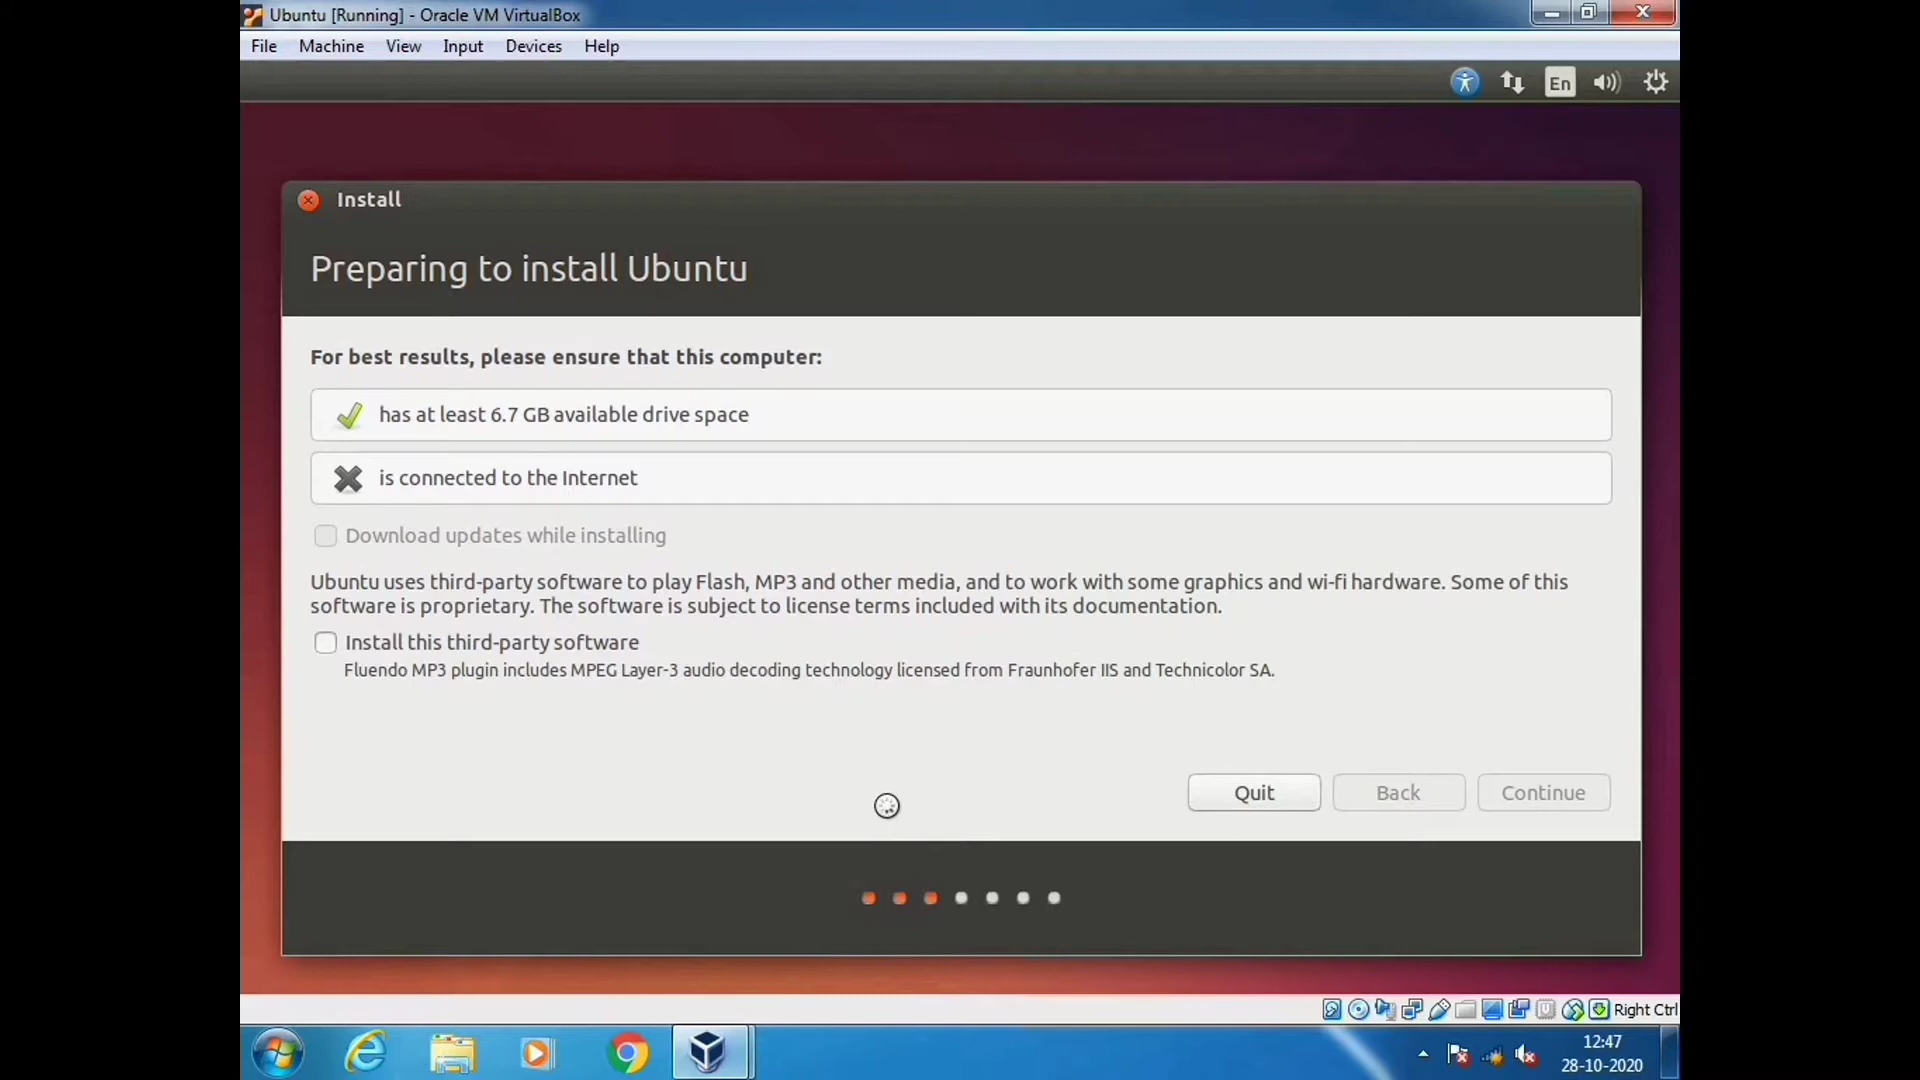 Ubuntu [Running] - Oracle VM VirtualBox
File Machine View Input Devices Help
En
Install
Preparing to install Ubuntu
For best results, please ensure that this computer:
has at least 6.7 GB available drive space
is connected to the Internet
Download updates while installing
Ubuntu uses third-party software to play Flash, MP3 and other media, and to work with some graphics and wi-fi hardware. Some of this
software is proprietary. The software is subject to license terms included with its documentation.
Install this third-party software
Fluendo MP3 plugin includes MPEG Layer-3 audio decoding technology licensed from Fraunhofer IIS and Technicolor SA.
Quit Back Continue
Right Ctrl
12:47
28-10-2020